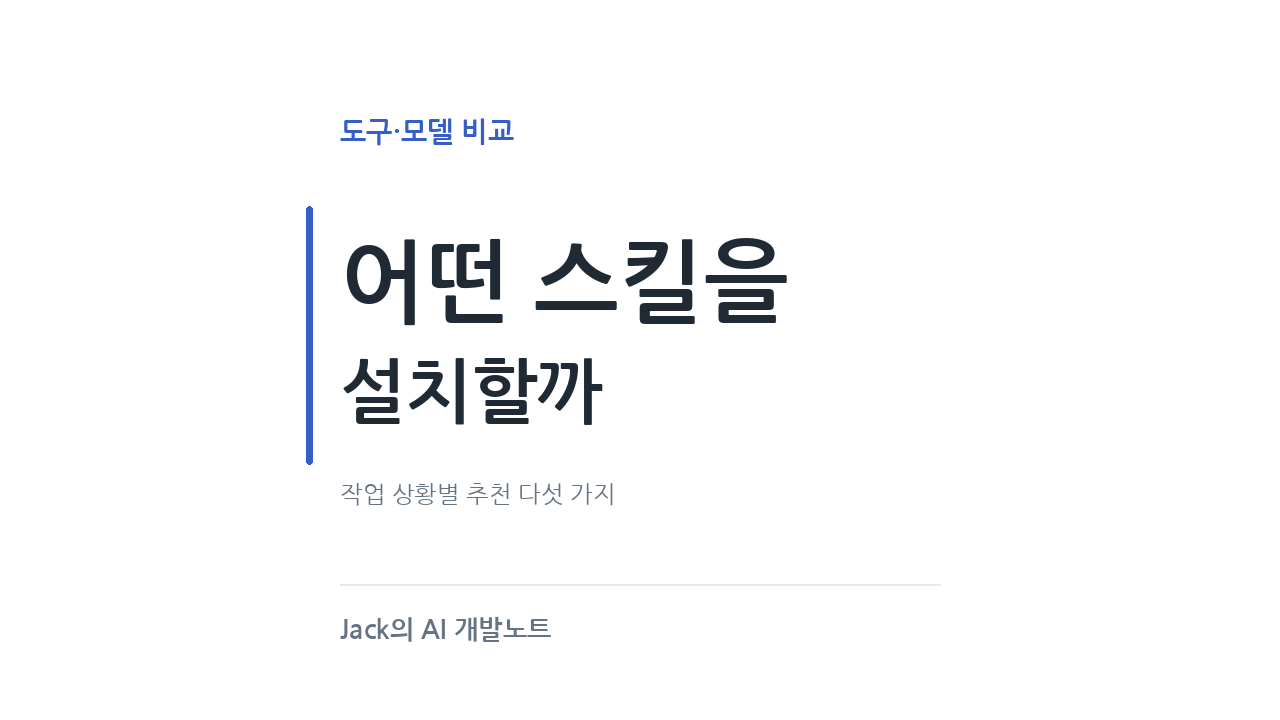 도구·모델 비교
어떤 스킬을
설치할까
작업 상황별 추천 다섯 가지
Jack의 AI 개발노트